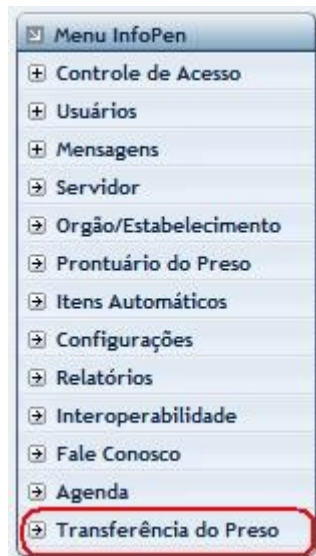 Menu InfoPen
Controle de Acesso
Usuários
Mensagens
Servidor
Orgão/Estabelecimento
Prontuário do Preso
Itens Automáticos
Configurações
Relatórios
Interoperabilidade
Fale Conosco
Agenda
Transferência do Preso